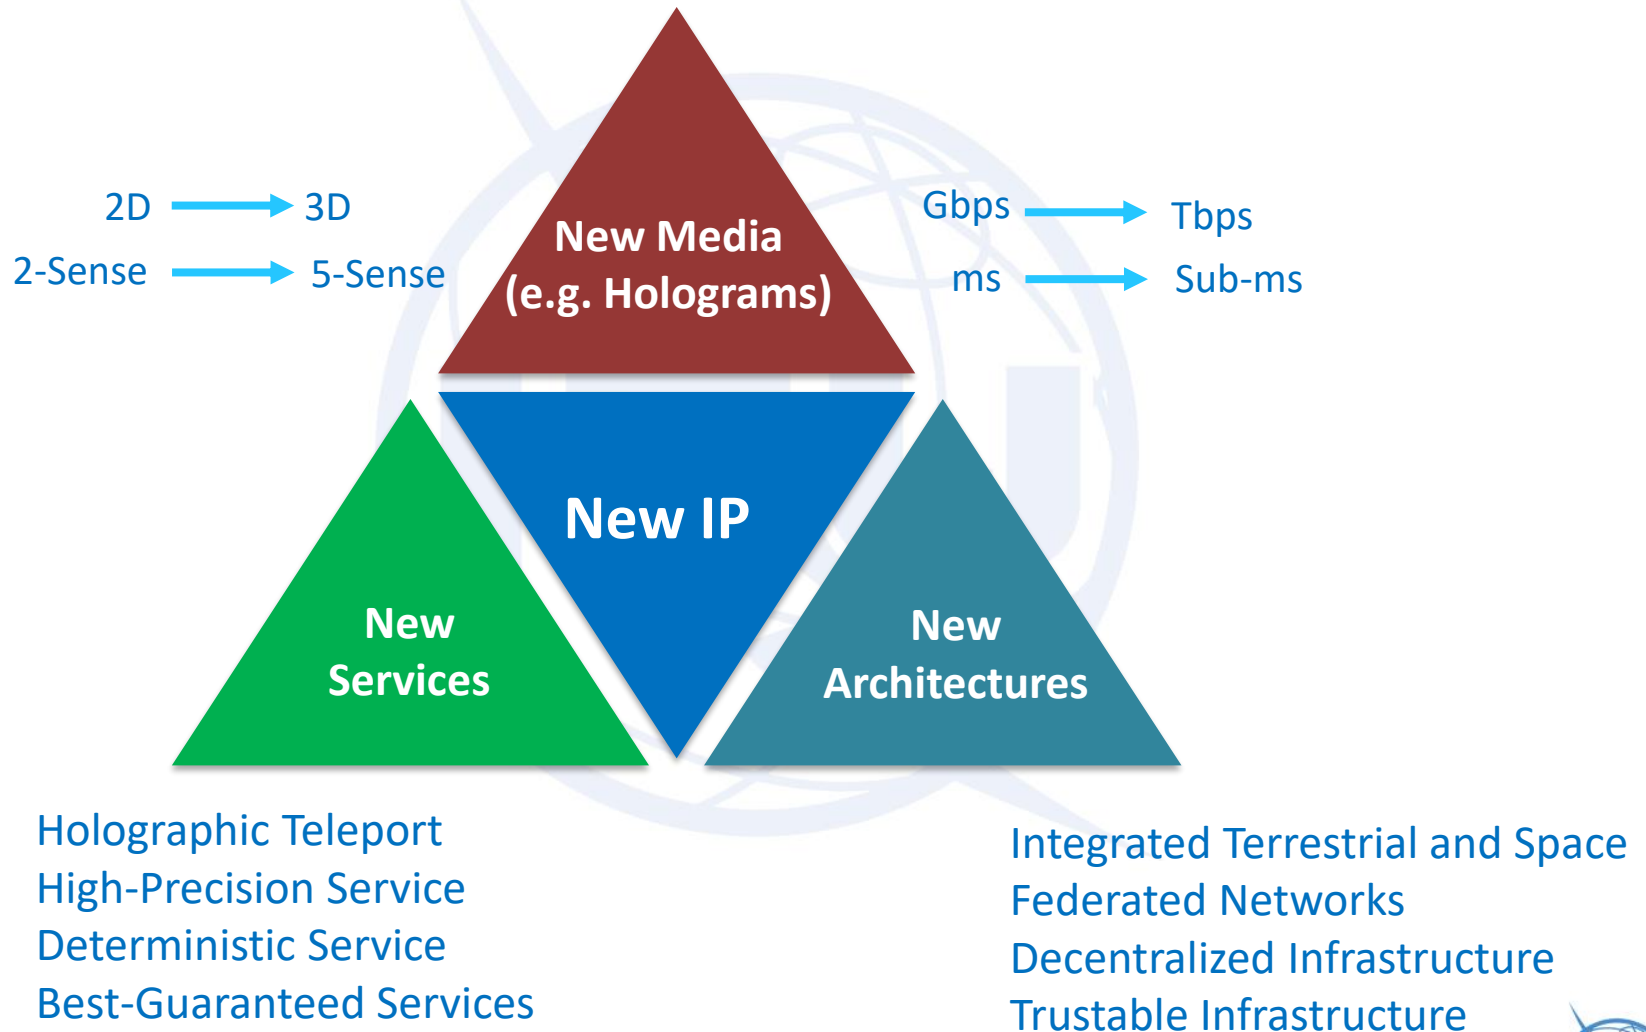 2D
3D
2-Sense
5-Sense
Gbps
Tbps
ms
Sub-ms
New Media
(e.g. Holograms)
New IP
New
Services
New
Architectures
Holographic Teleport
High-Precision Service
Deterministic Service
Best-Guaranteed Services
Integrated Terrestrial and Space
Federated Networks
Decentralized Infrastructure
Trustable Infrastructure